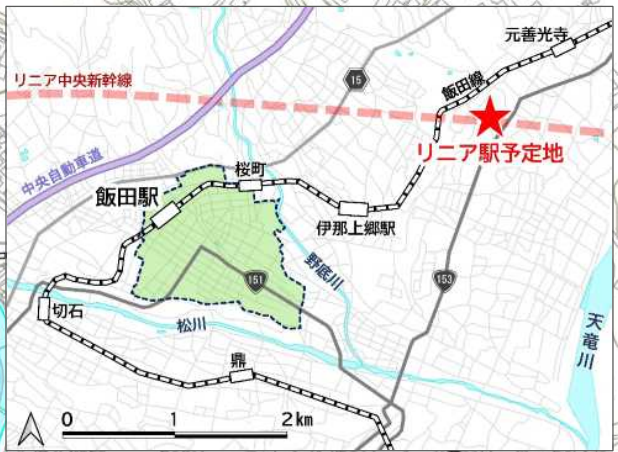 元善光寺
リニア中央新幹線
15
飯田線
リニア駅予定地
中央自動車道
桜町
飯田駅
伊那上郷駅
野底川
151
153
切石
松川
天竜川
鼎
0 1 2km